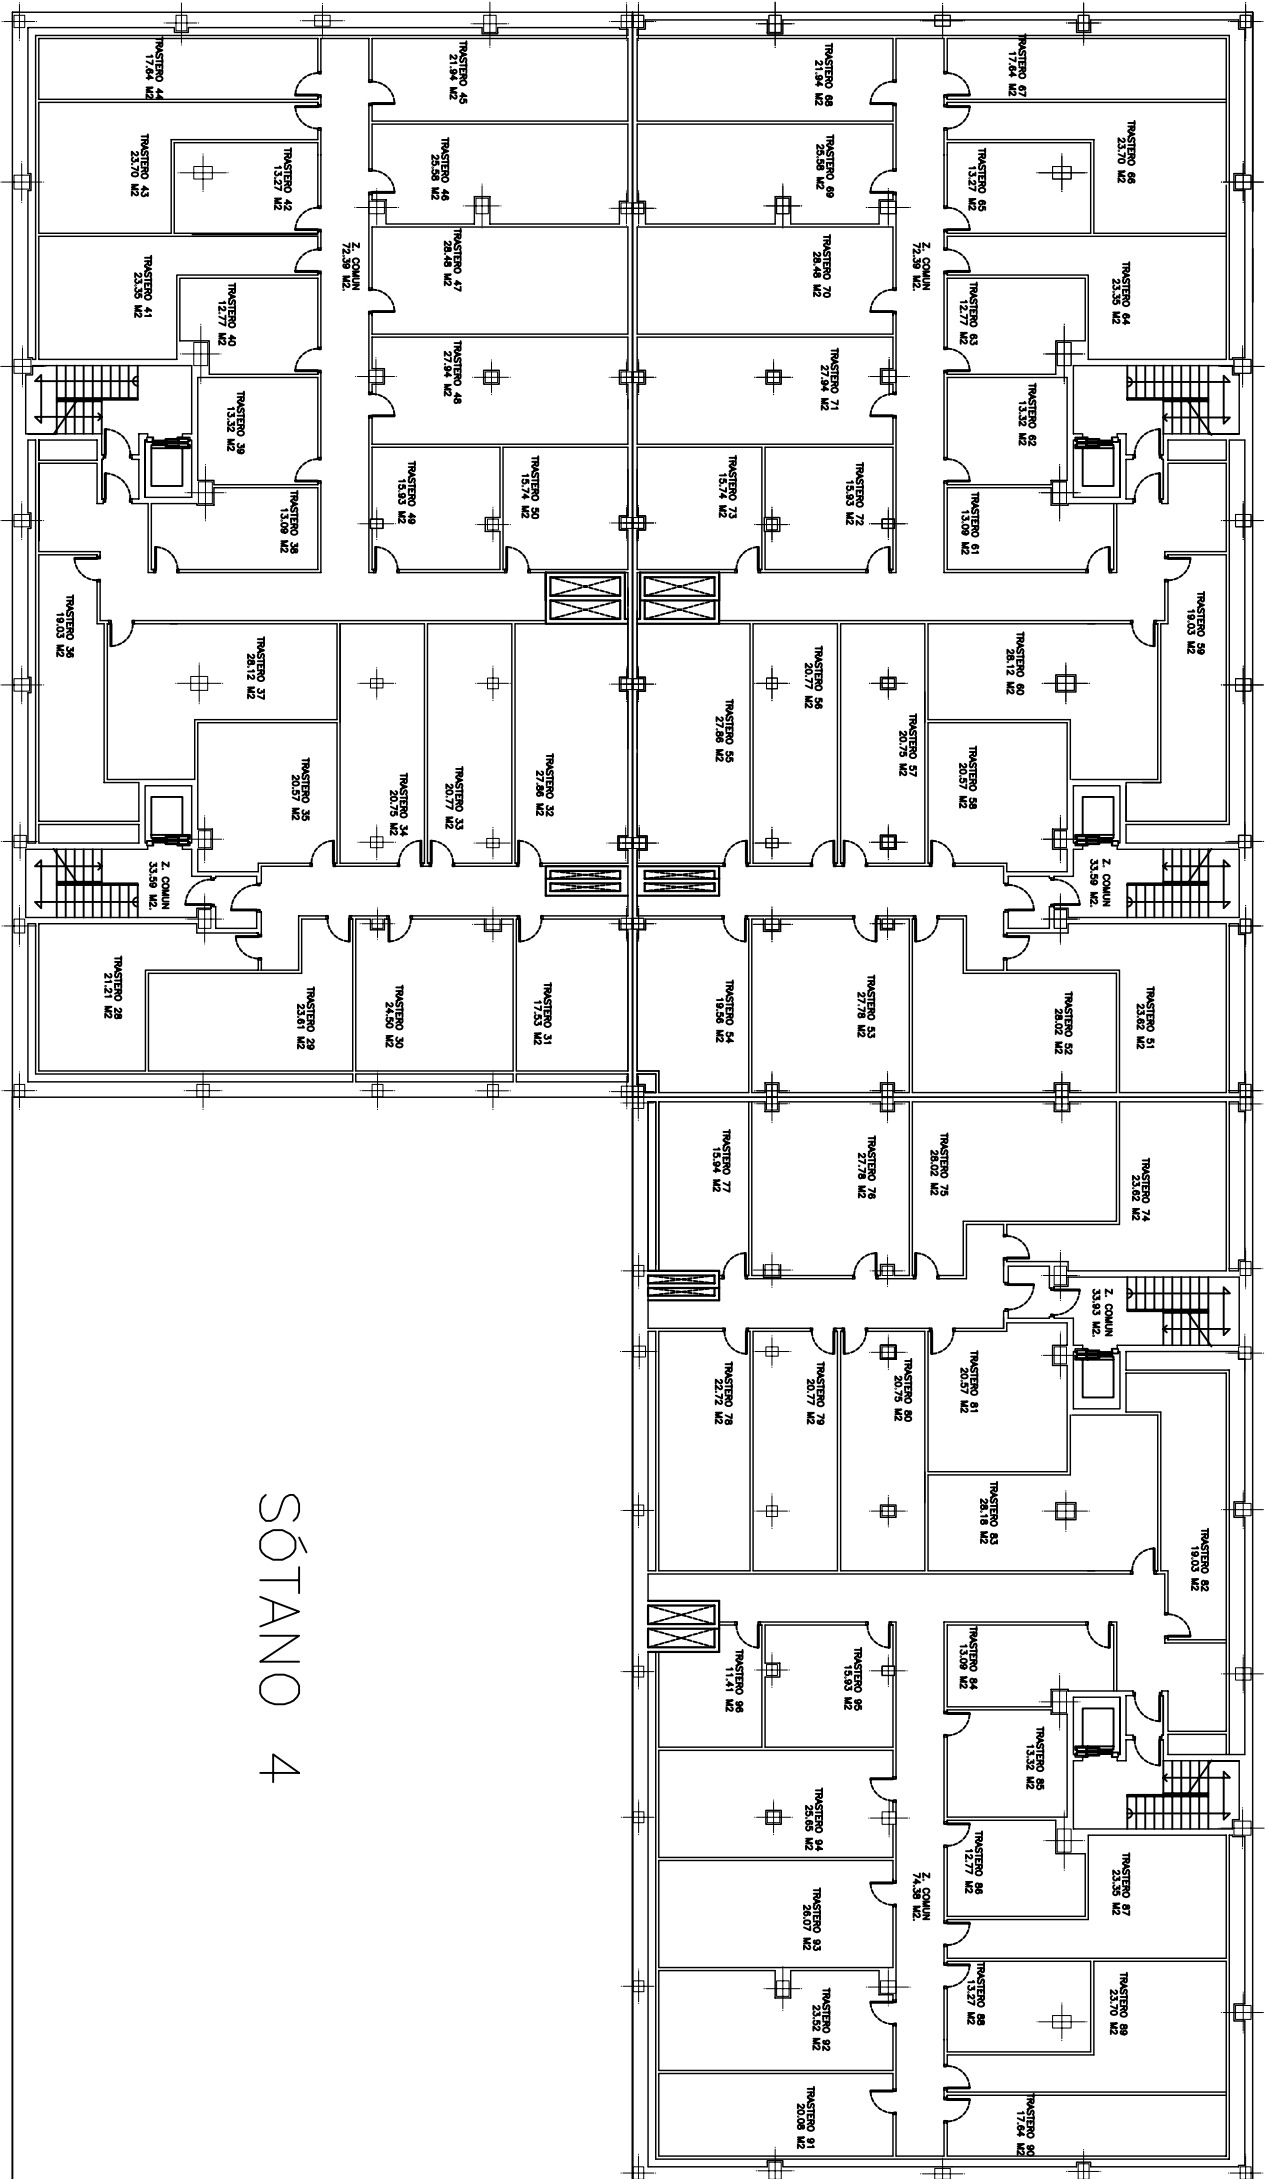 TRASTERO 44
17.64 M2
TRASTERO 45
21.94 M2
TRASTERO 68
21.94 M2
TRASTERO 67
17.64 M2
TRASTERO 43
23.70 M2
TRASTERO 42
13.27 M2
TRASTERO 46
25.58 M2
TRASTERO 69
25.58 M2
TRASTERO 65
13.27 M2
TRASTERO 66
23.70 M2
TRASTERO 41
23.35 M2
TRASTERO 40
12.77 M2
Z. COMUN
72.39 M2.
TRASTERO 47
28.48 M2
TRASTERO 70
28.48 M2
Z. COMUN
72.39 M2.
TRASTERO 63
12.77 M2
TRASTERO 64
23.35 M2
TRASTERO 39
13.32 M2
TRASTERO 48
27.94 M2
TRASTERO 71
27.94 M2
TRASTERO 62
13.32 M2
TRASTERO 38
13.09 M2
TRASTERO 49
15.93 M2
TRASTERO 50
15.74 M2
TRASTERO 73
15.74 M2
TRASTERO 72
15.93 M2
TRASTERO 61
13.09 M2
TRASTERO 36
19.03 M2
TRASTERO 37
28.12 M2
TRASTERO 60
28.12 M2
TRASTERO 59
19.03 M2
TRASTERO 35
20.57 M2
TRASTERO 34
20.75 M2
TRASTERO 33
20.77 M2
TRASTERO 32
27.86 M2
TRASTERO 55
27.86 M2
TRASTERO 56
20.77 M2
TRASTERO 57
20.75 M2
TRASTERO 58
20.57 M2
Z. COMUN
33.59 M2.
Z. COMUN
33.59 M2.
TRASTERO 28
21.21 M2
TRASTERO 29
23.61 M2
TRASTERO 30
24.50 M2
TRASTERO 31
17.53 M2
TRASTERO 54
19.56 M2
TRASTERO 53
27.78 M2
TRASTERO 52
28.02 M2
TRASTERO 51
23.62 M2
TRASTERO 77
15.94 M2
TRASTERO 76
27.78 M2
TRASTERO 75
28.02 M2
TRASTERO 74
23.62 M2
Z. COMUN
33.93 M2.
TRASTERO 78
22.72 M2
TRASTERO 79
20.77 M2
TRASTERO 80
20.75 M2
TRASTERO 81
20.57 M2
TRASTERO 83
28.18 M2
TRASTERO 82
19.03 M2
TRASTERO 96
11.41 M2
TRASTERO 95
15.93 M2
TRASTERO 84
13.09 M2
TRASTERO 85
13.32 M2
TRASTERO 94
25.65 M2
TRASTERO 86
12.77 M2
TRASTERO 87
23.35 M2
TRASTERO 93
26.07 M2
Z. COMUN
74.38 M2.
TRASTERO 88
13.27 M2
TRASTERO 89
23.70 M2
TRASTERO 92
23.52 M2
TRASTERO 91
20.08 M2
TRASTERO 90
17.64 M2
SÓTANO 4